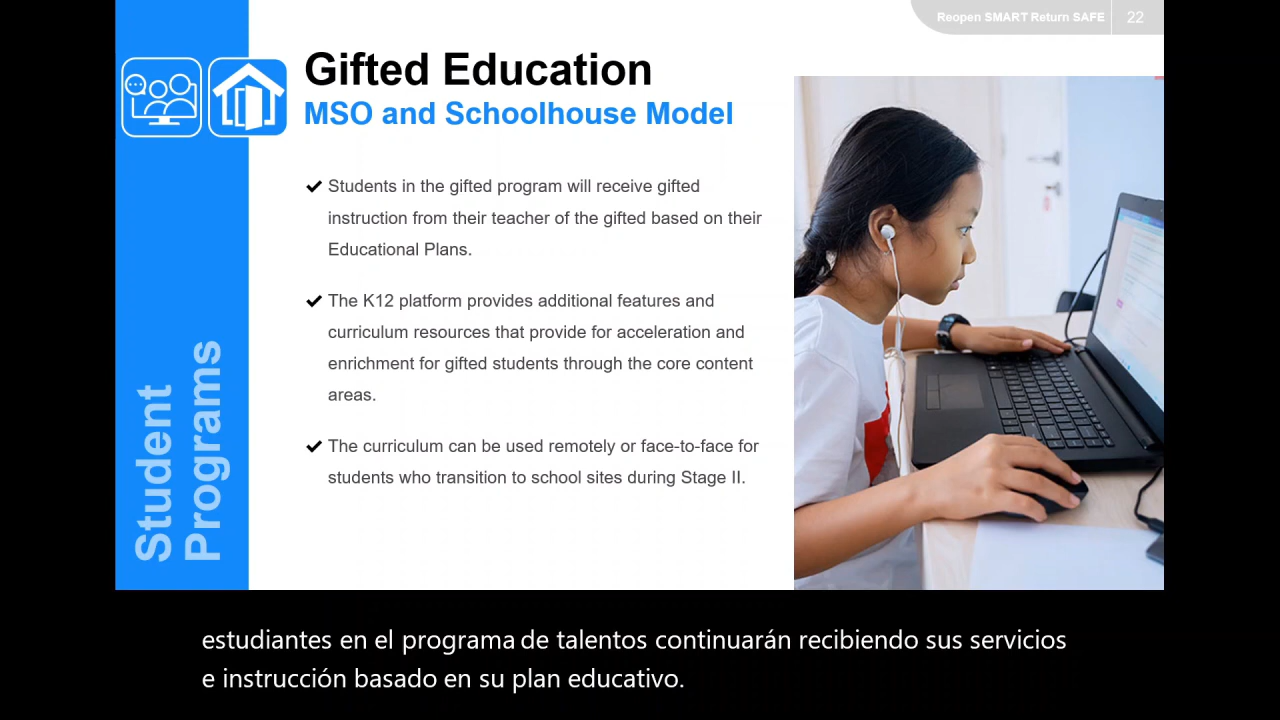 Reopen SMART Return SAFE 22
Gifted Education
MSO and Schoolhouse Model
Students in the gifted program will receive gifted
instruction from their teacher of the gifted based on their
Educational Plans.
The K12 platform provides additional features and
curriculum resources that provide for acceleration and
enrichment for gifted students through the core content
areas.
The curriculum can be used remotely or face-to-face for
students who transition to school sites during Stage II.
Student
Programs
estudiantes en el programa de talentos continuarán recibiendo sus servicios
e instrucción basado en su plan educativo.